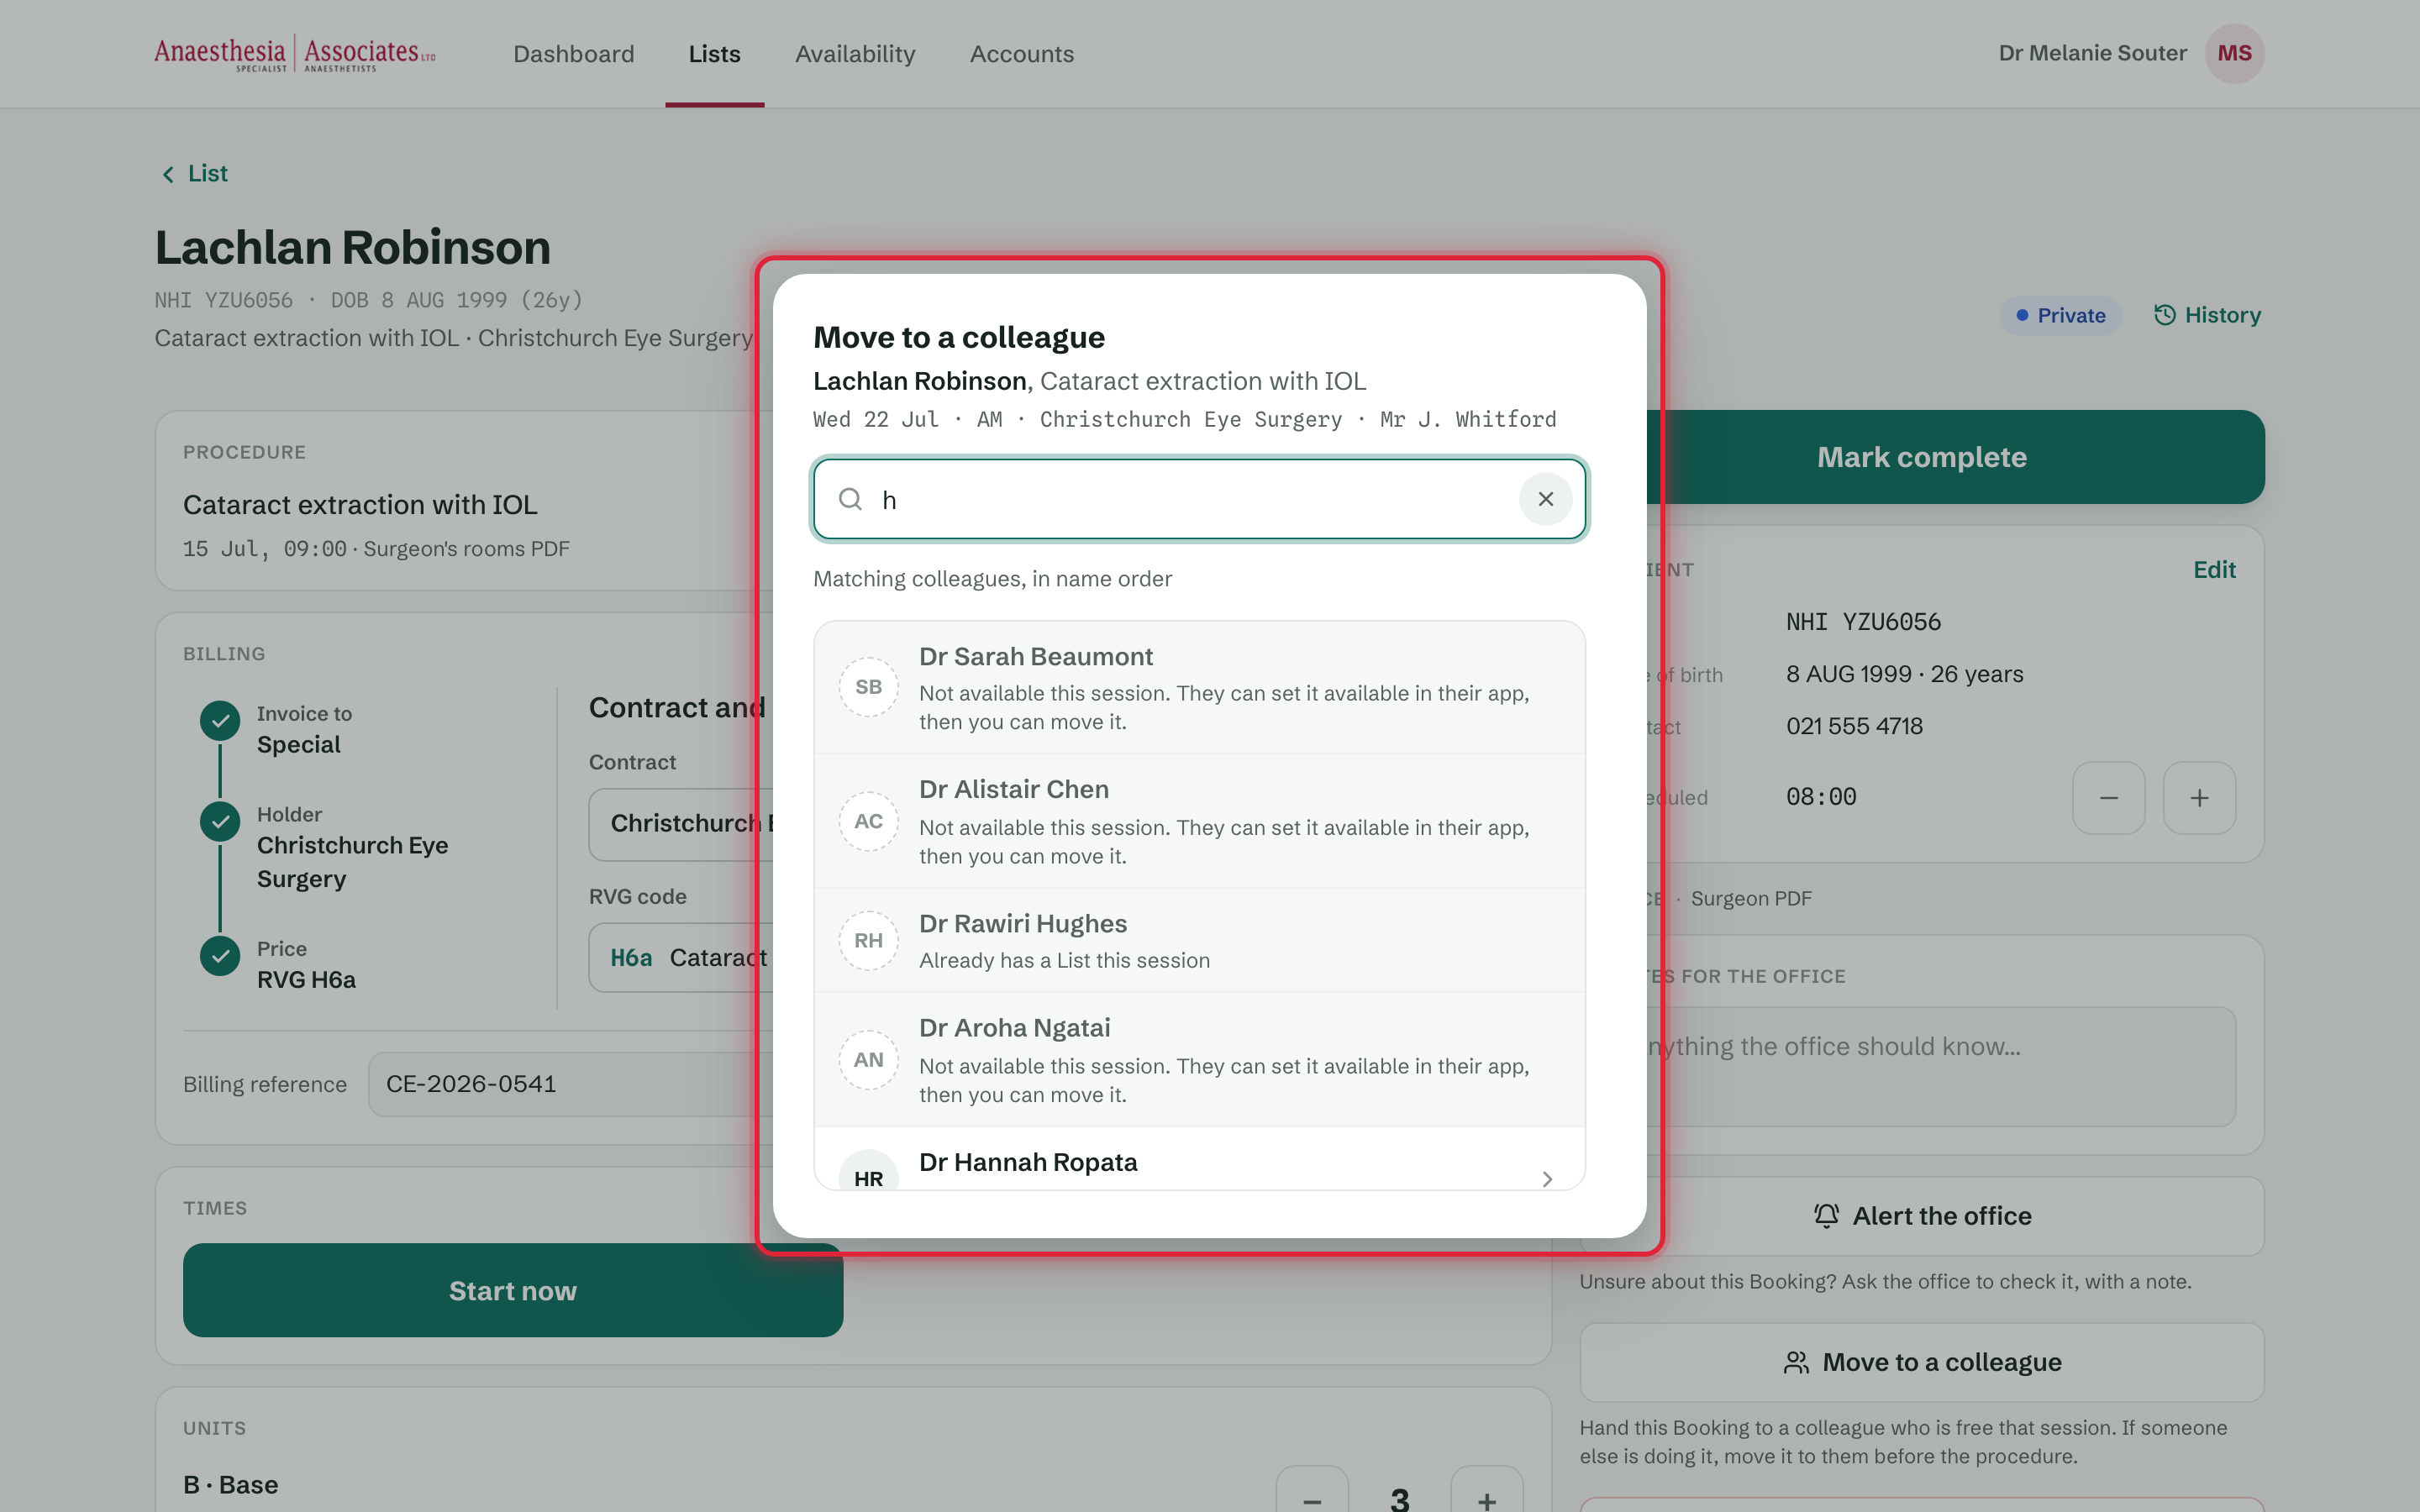 Anaesthesia Associates LTD
SPECIALIST ANAESTHETISTS
Dashboard
Lists
Availability
Accounts
Dr Melanie Souter
MS
List
Lachlan Robinson
NHI YZU6056 · DOB 8 AUG 1999 (26y)
Cataract extraction with IOL · Christchurch Eye Surgery
Private
History
PROCEDURE
Cataract extraction with IOL
15 Jul, 09:00 · Surgeon's rooms PDF
BILLING
Invoice to
Special
Holder
Christchurch Eye
Surgery
Price
RVG H6a
Contract and
Contract
Christchurch
RVG code
H6a Cataract
Billing reference
CE-2026-0541
TIMES
Start now
UNITS
B · Base
3
Move to a colleague
Lachlan Robinson, Cataract extraction with IOL
Wed 22 Jul · AM · Christchurch Eye Surgery · Mr J. Whitford
h
Matching colleagues, in name order
SB
Dr Sarah Beaumont
Not available this session. They can set it available in their app,
then you can move it.
AC
Dr Alistair Chen
Not available this session. They can set it available in their app,
then you can move it.
RH
Dr Rawiri Hughes
Already has a List this session
AN
Dr Aroha Ngatai
Not available this session. They can set it available in their app,
then you can move it.
HR
Dr Hannah Ropata
Mark complete
Edit
NHI YZU6056
of birth
8 AUG 1999 · 26 years
021 555 4718
08:00
· Surgeon PDF
FOR THE OFFICE
the office should know...
Alert the office
Unsure about this Booking? Ask the office to check it, with a note.
Move to a colleague
Hand this Booking to a colleague who is free that session. If someone
else is doing it, move it to them before the procedure.